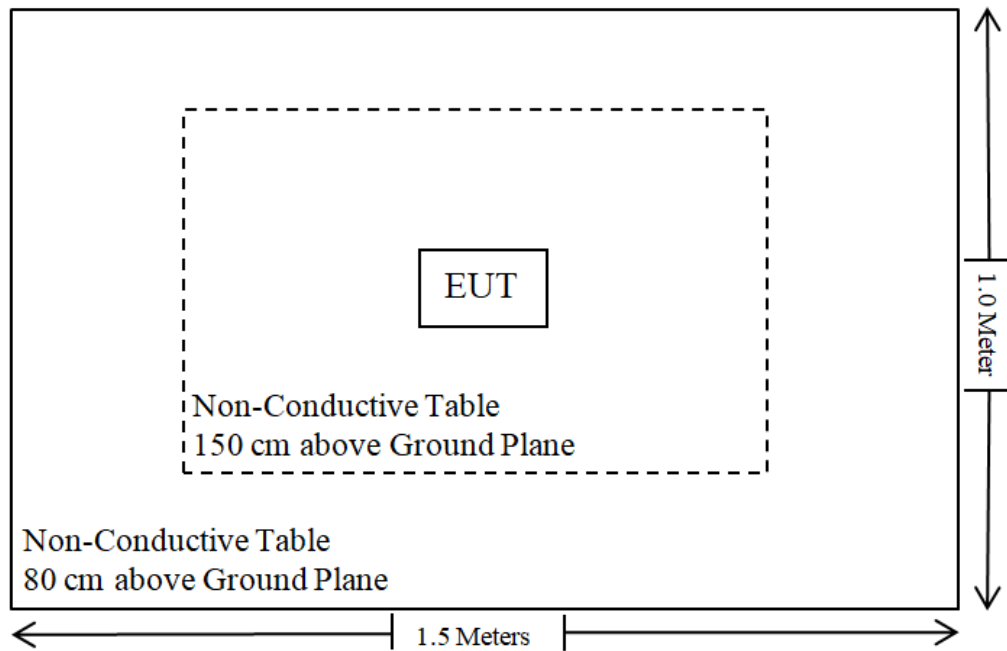 EUT
Non-Conductive Table
150 cm above Ground Plane
Non-Conductive Table
80 cm above Ground Plane
1.0 Meter
1.5 Meters